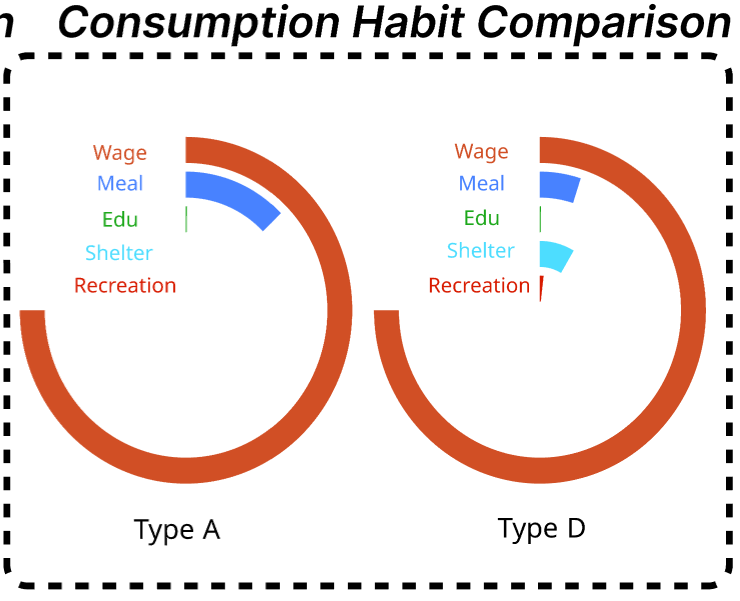 n Consumption Habit Comparison
Wage
Meal
Edu
Shelter
Recreation
Type A
Wage
Meal
Edu
Shelter
Recreation
Type D